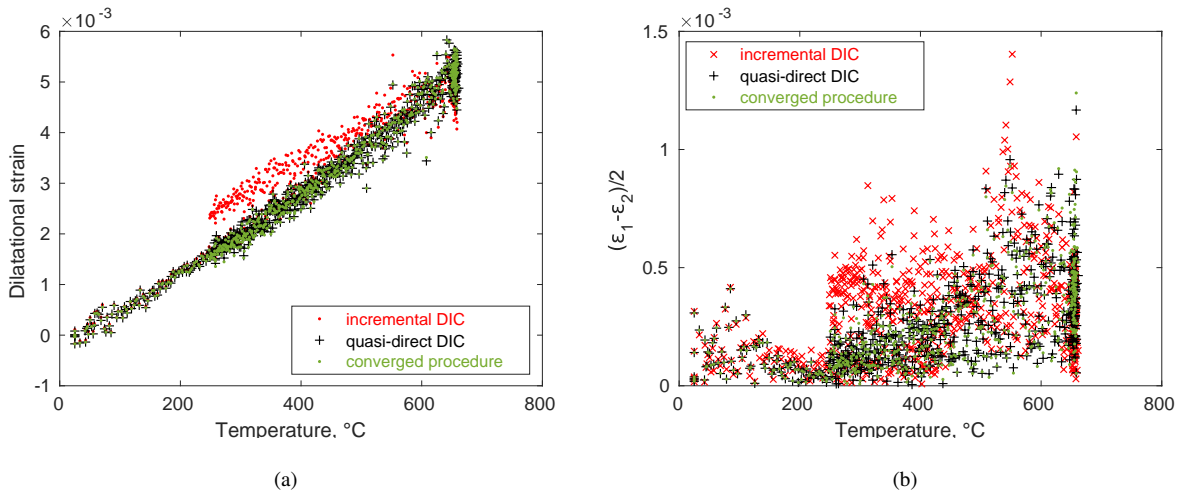 ×10⁻³
6
5
4
3
2
1
0
-1
0 200 400 600 800
Dilatational strain
Temperature, °C
incremental DIC
quasi-direct DIC
converged procedure
(a)
×10⁻³
1.5
1
0.5
0
0 200 400 600 800
(ε₁-ε₂)/2
Temperature, °C
incremental DIC
quasi-direct DIC
converged procedure
(b)